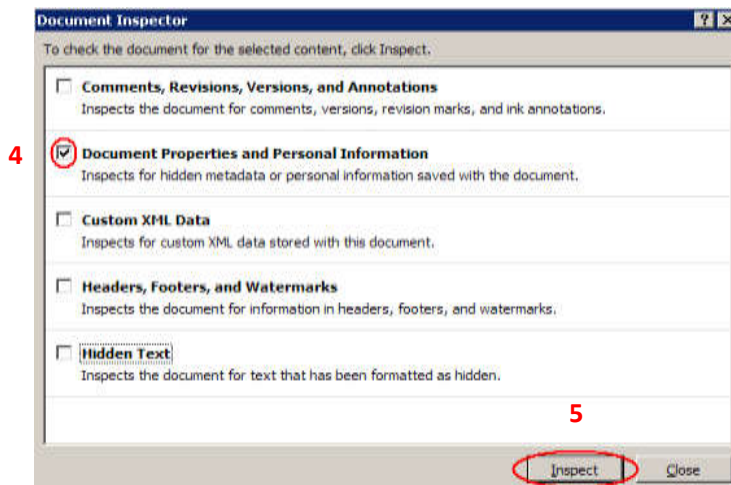 Document Inspector
To check the document for the selected content, click Inspect.
Comments, Revisions, Versions, and Annotations
Inspects the document for comments, versions, revision marks, and ink annotations.
4
Document Properties and Personal Information
Inspects for hidden metadata or personal information saved with the document.
Custom XML Data
Inspects for custom XML data stored with this document.
Headers, Footers, and Watermarks
Inspects the document for information in headers, footers, and watermarks.
Hidden Text
Inspects the document for text that has been formatted as hidden.
5
Inspect Close